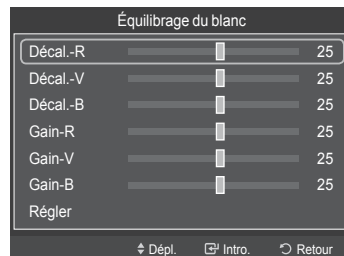 Équilibrage du blanc
Décal.-R 25
Décal.-V 25
Décal.-B 25
Gain-R 25
Gain-V 25
Gain-B 25
Régler
Dépl. Intro. Retour